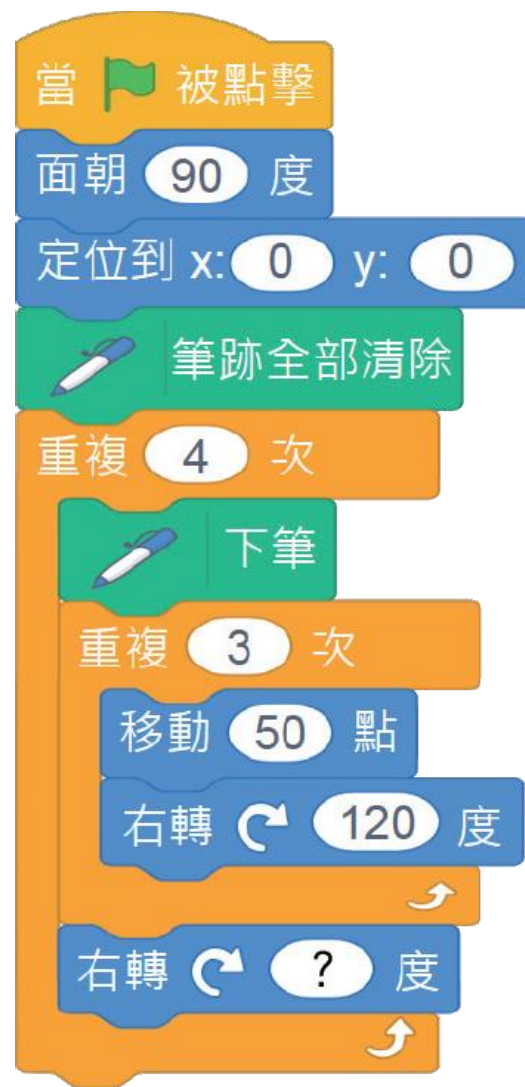 當 被點擊
面朝 90 度
定位到 x: 0 y: 0
筆跡全部清除
重複 4 次
下筆
重複 3 次
移動 50 點
右轉 120 度
右轉 ? 度